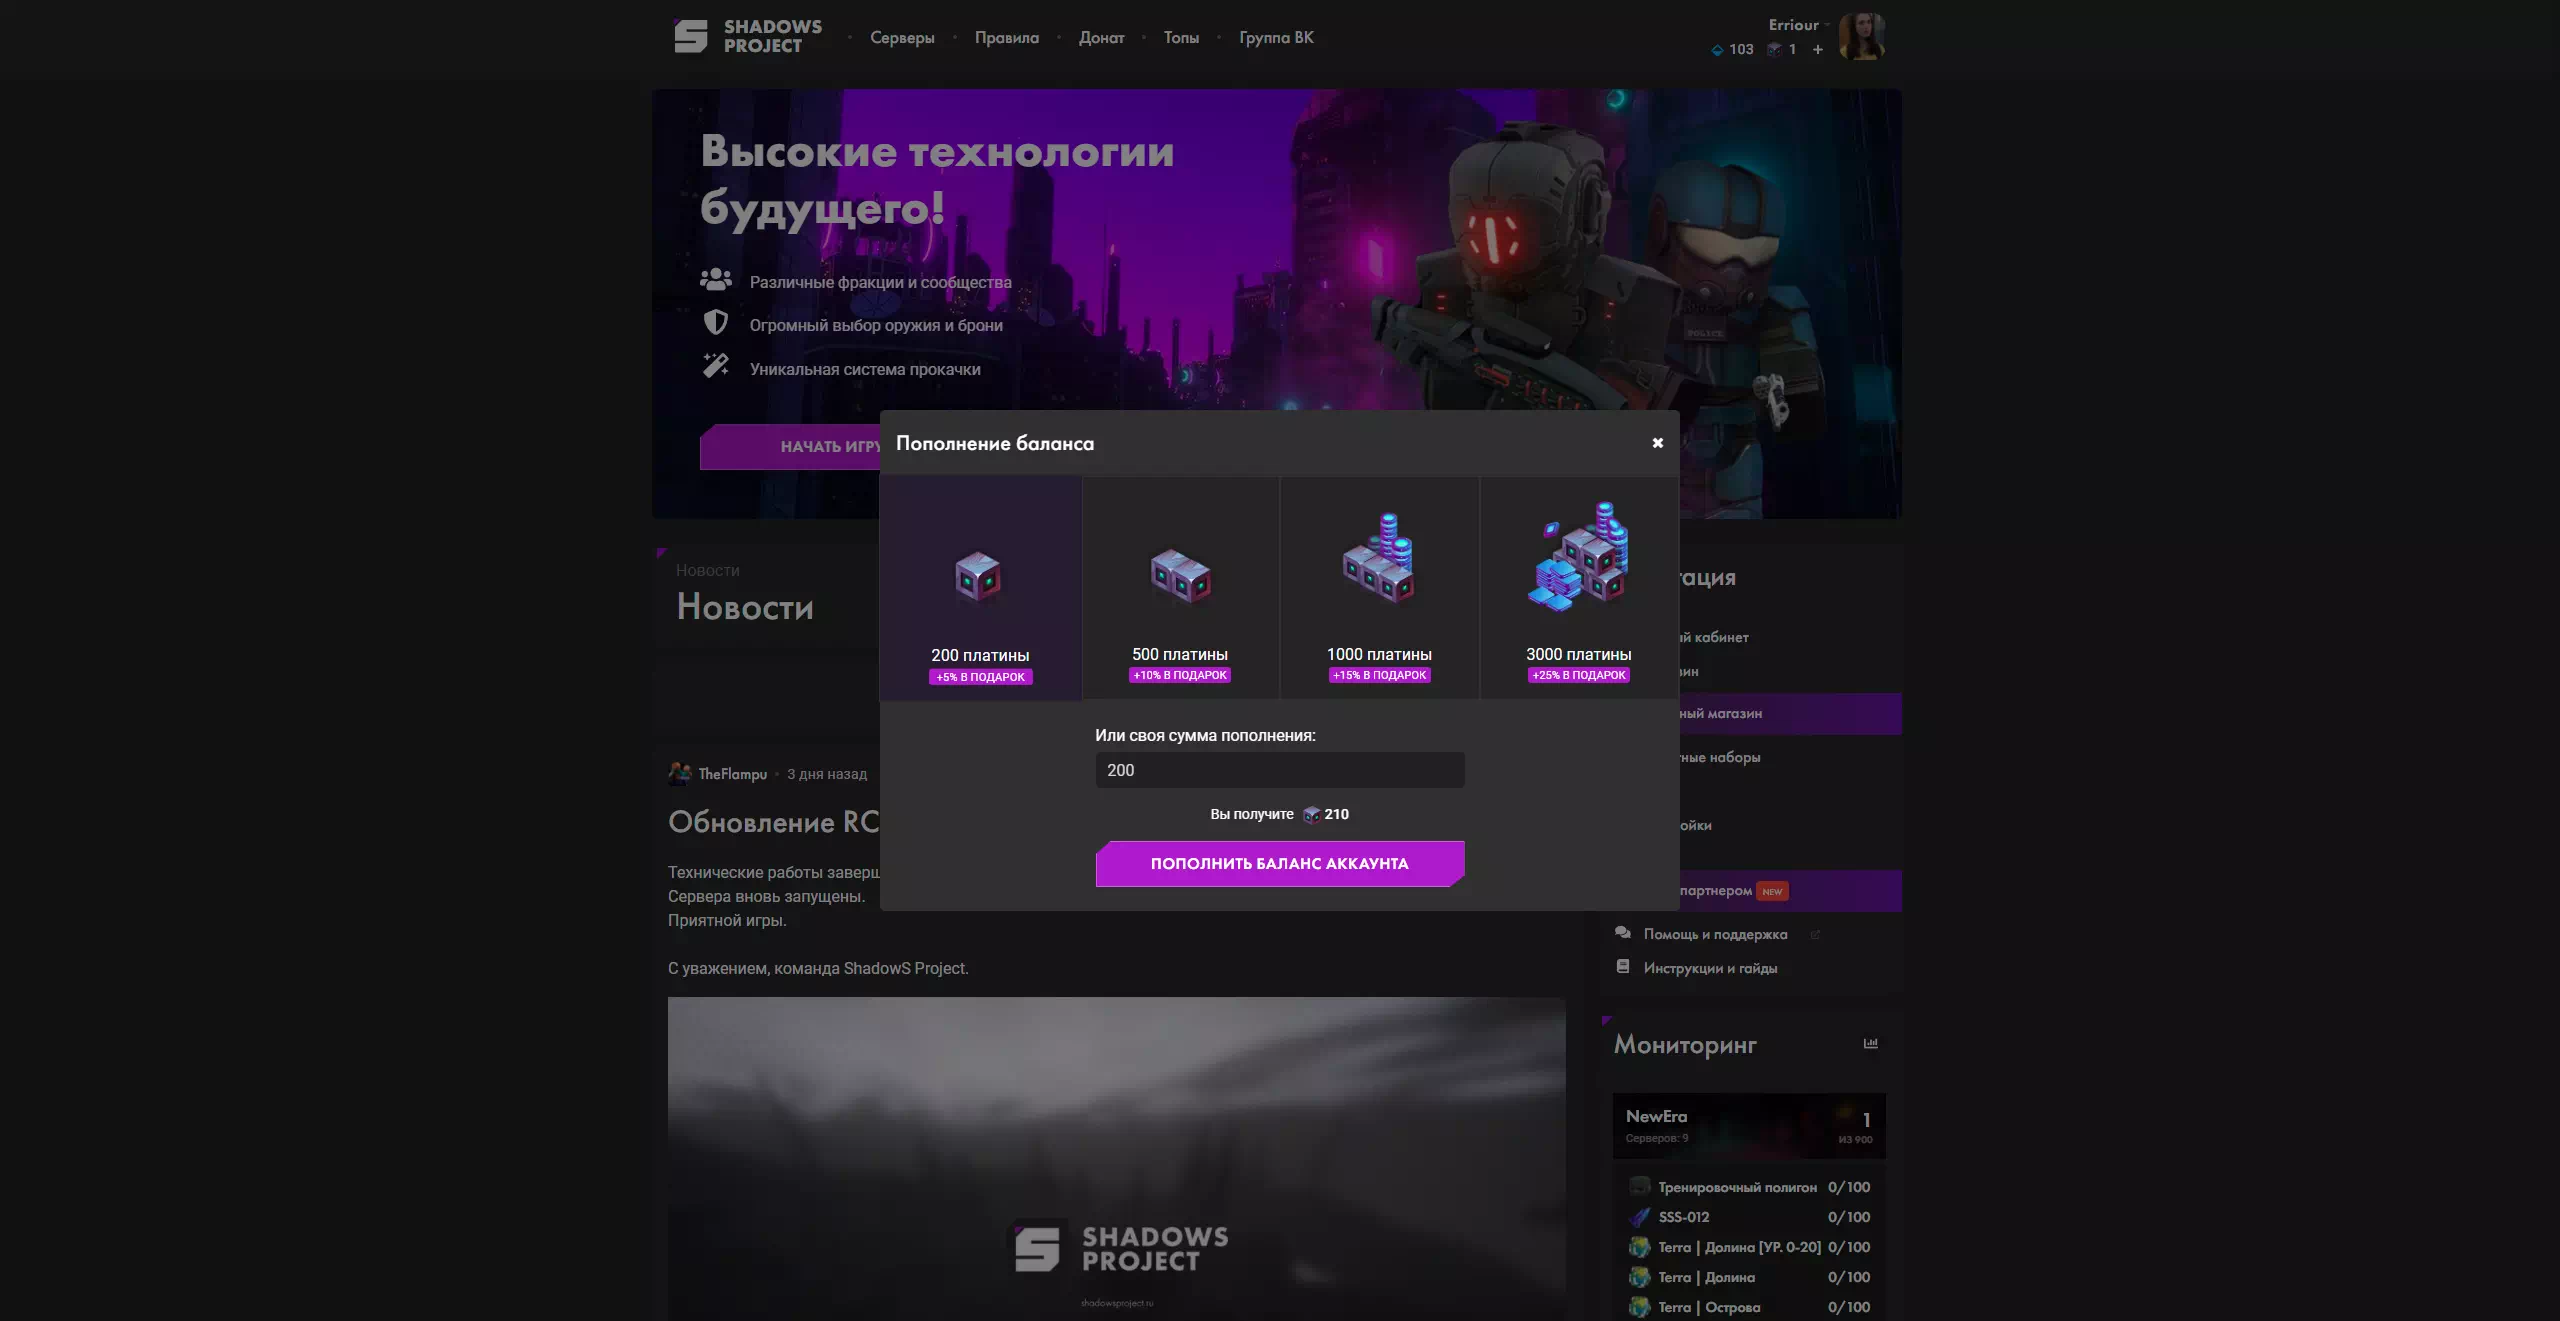 SHADOWS
PROJECT
Серверы
Правила
Донат
Топы
Группа ВК
Erriour
103
1
+
Высокие технологии
будущего!
Различные фракции и сообщества
Огромный выбор оружия и брони
Уникальная система прокачки
НАЧАТЬ ИГРУ
POLICE
Пополнение баланса
200 платины
+5% В ПОДАРОК
500 платины
+10% В ПОДАРОК
1000 платины
+15% В ПОДАРОК
3000 платины
+25% В ПОДАРОК
Или своя сумма пополнения:
200
Вы получите 210
ПОПОЛНИТЬ БАЛАНС АККАУНТА
Новости
Новости
TheFlampu • 3 дня назад
Обновление RC
Технические работы заверш
Сервера вновь запущены.
Приятной игры.
С уважением, команда ShadowS Project.
SHADOWS
PROJECT
shadowsproject.ru
тация
й кабинет
ин
ный магазин
тные наборы
ойки
партнером NEW
Помощь и поддержка
Инструкции и гайды
Мониторинг
NewEra
1
Серверов: 9
ИЗ 900
Тренировочный полигон 0/100
SSS-012 0/100
Terra | Долина [УР. 0-20] 0/100
Terra | Долина 0/100
Terra | Острова 0/100